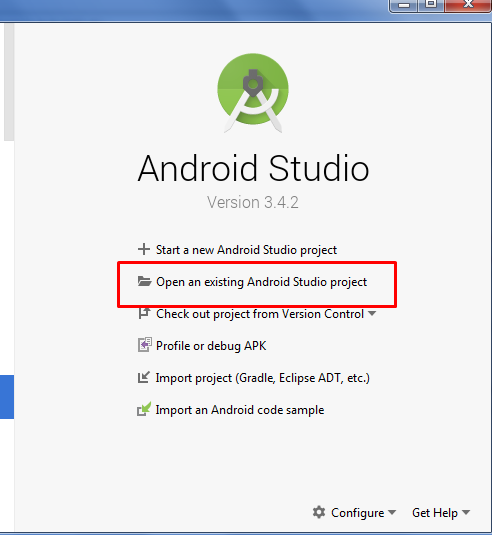 Android Studio
Version 3.4.2
Start a new Android Studio project
Open an existing Android Studio project
Check out project from Version Control
Profile or debug APK
Import project (Gradle, Eclipse ADT, etc.)
Import an Android code sample
Configure Get Help